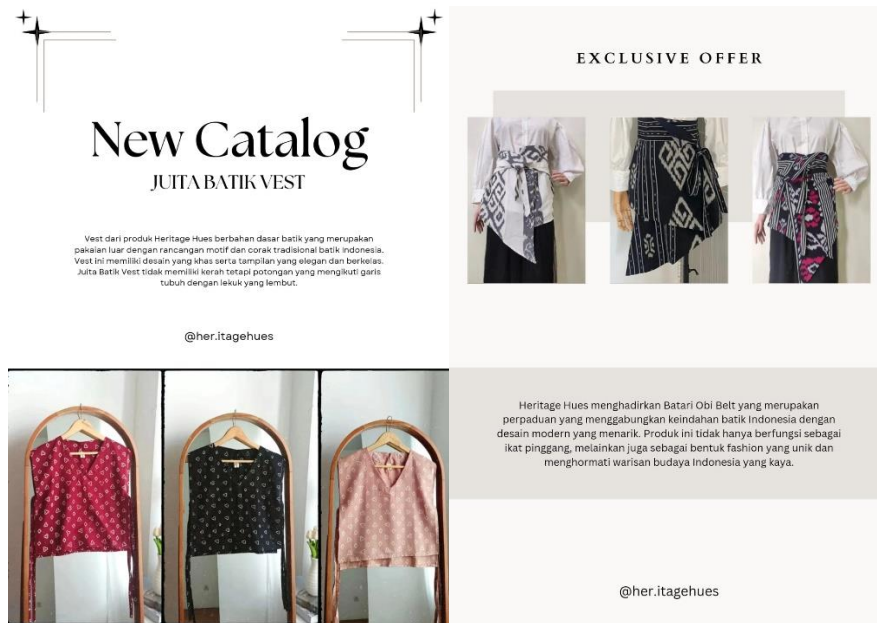 New Catalog
JUITA BATIK VEST
Vest dari produk Heritage Hues berbahan dasar batik yang merupakan
pakaian luar dengan rancangan motif dan corak tradisional batik Indonesia.
Vest ini memiliki desain yang khas serta tampilan yang elegan dan berkelas.
Juita Batik Vest tidak memiliki kerah tetapi potongan yang mengikuti garis
tubuh dengan lekuk yang lembut.
@her.itagehues
EXCLUSIVE OFFER
Heritage Hues menghadirkan Batari Obi Belt yang merupakan
perpaduan yang menggabungkan keindahan batik Indonesia dengan
desain modern yang menarik. Produk ini tidak hanya berfungsi sebagai
ikat pinggang, melainkan juga sebagai bentuk fashion yang unik dan
menghormati warisan budaya Indonesia yang kaya.
@her.itagehues